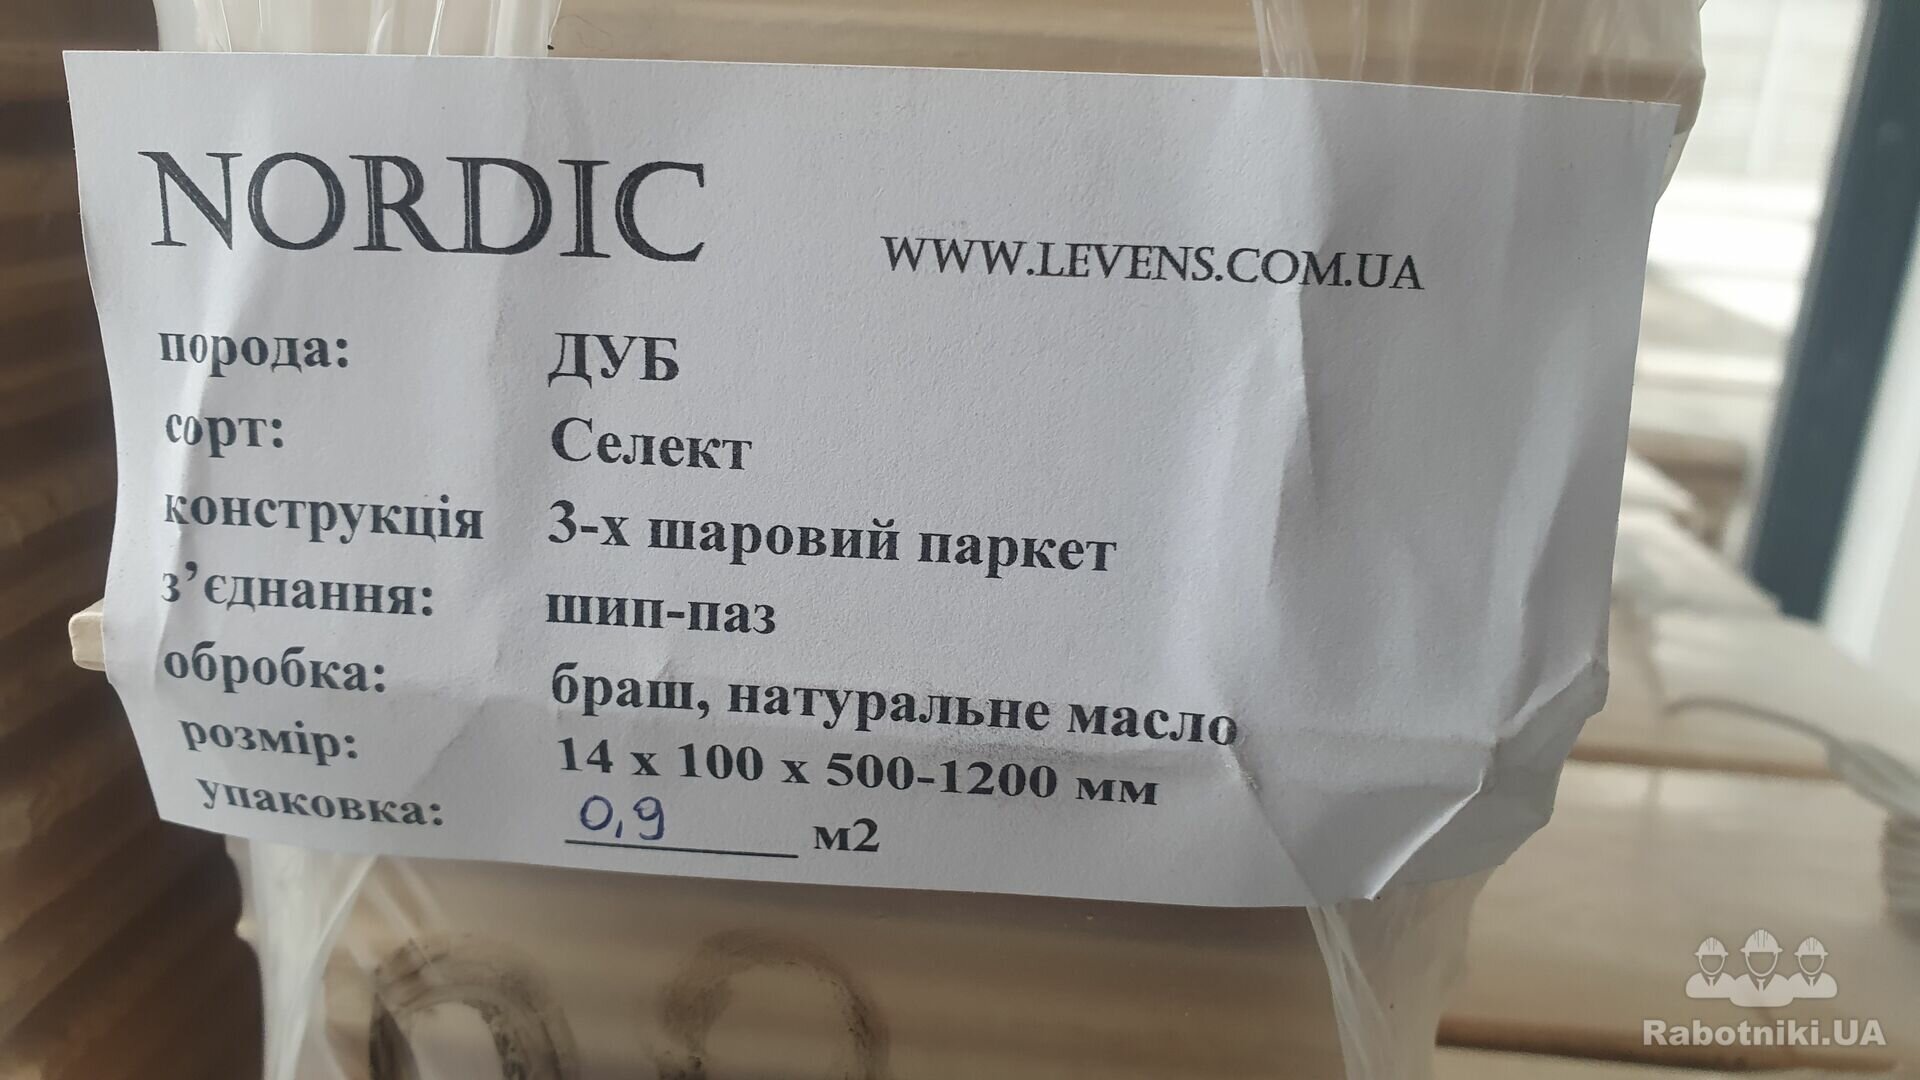 NORDIC
WWW.LEVENS.COM.UA
порода: ДУБ
сорт: Селект
конструкція 3-х шаровий паркет
з’єднання: шип-паз
обробка: браш, натуральне масло
розмір: 14 х 100 х 500-1200 мм
упаковка: 0,9 м2
Rabotniki.UA